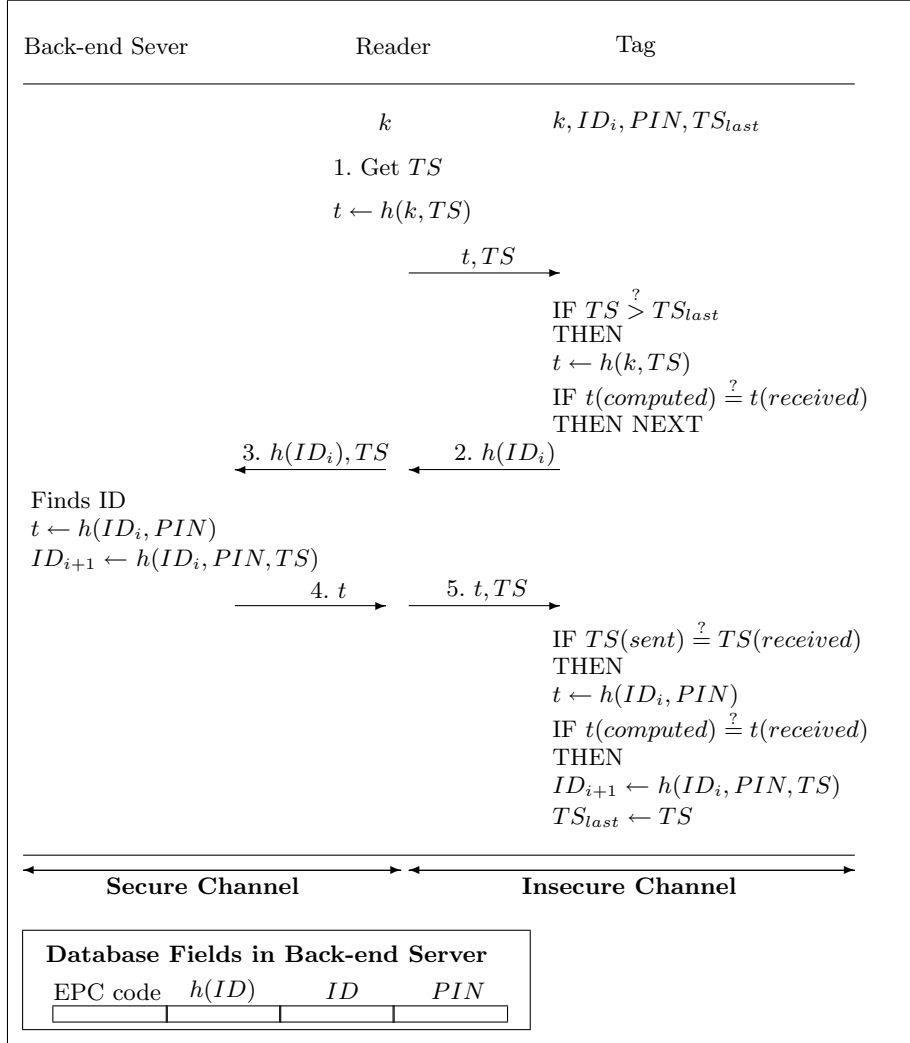 Back-end Sever Reader Tag
k k, ID_i, PIN, TS_last
1. Get TS
t ← h(k, TS)
t, TS
IF TS >? TS_last
THEN
t ← h(k, TS)
IF t(computed) =? t(received)
THEN NEXT
3. h(ID_i), TS 2. h(ID_i)
Finds ID
t ← h(ID_i, PIN)
ID_{i+1} ← h(ID_i, PIN, TS)
4. t 5. t, TS
IF TS(sent) =? TS(received)
THEN
t ← h(ID_i, PIN)
IF t(computed) =? t(received)
THEN
ID_{i+1} ← h(ID_i, PIN, TS)
TS_last ← TS
Secure Channel Insecure Channel
Database Fields in Back-end Server
EPC code h(ID) ID PIN